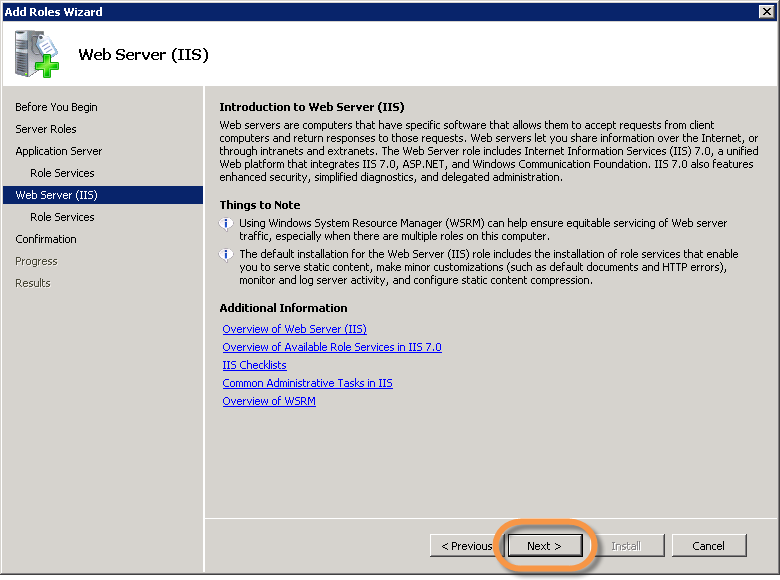 Add Roles Wizard
Web Server (IIS)
Before You Begin
Server Roles
Application Server
Role Services
Web Server (IIS)
Role Services
Confirmation
Progress
Results
Introduction to Web Server (IIS)
Web servers are computers that have specific software that allows them to accept requests from client
computers and return responses to those requests. Web servers let you share information over the Internet, or
through intranets and extranets. The Web Server role includes Internet Information Services (IIS) 7.0, a unified
Web platform that integrates IIS 7.0, ASP.NET, and Windows Communication Foundation. IIS 7.0 also features
enhanced security, simplified diagnostics, and delegated administration.
Things to Note
Using Windows System Resource Manager (WSRM) can help ensure equitable servicing of Web server
traffic, especially when there are multiple roles on this computer.
The default installation for the Web Server (IIS) role includes the installation of role services that enable
you to serve static content, make minor customizations (such as default documents and HTTP errors),
monitor and log server activity, and configure static content compression.
Additional Information
Overview of Web Server (IIS)
Overview of Available Role Services in IIS 7.0
IIS Checklists
Common Administrative Tasks in IIS
Overview of WSRM
< Previous
Next >
Install
Cancel